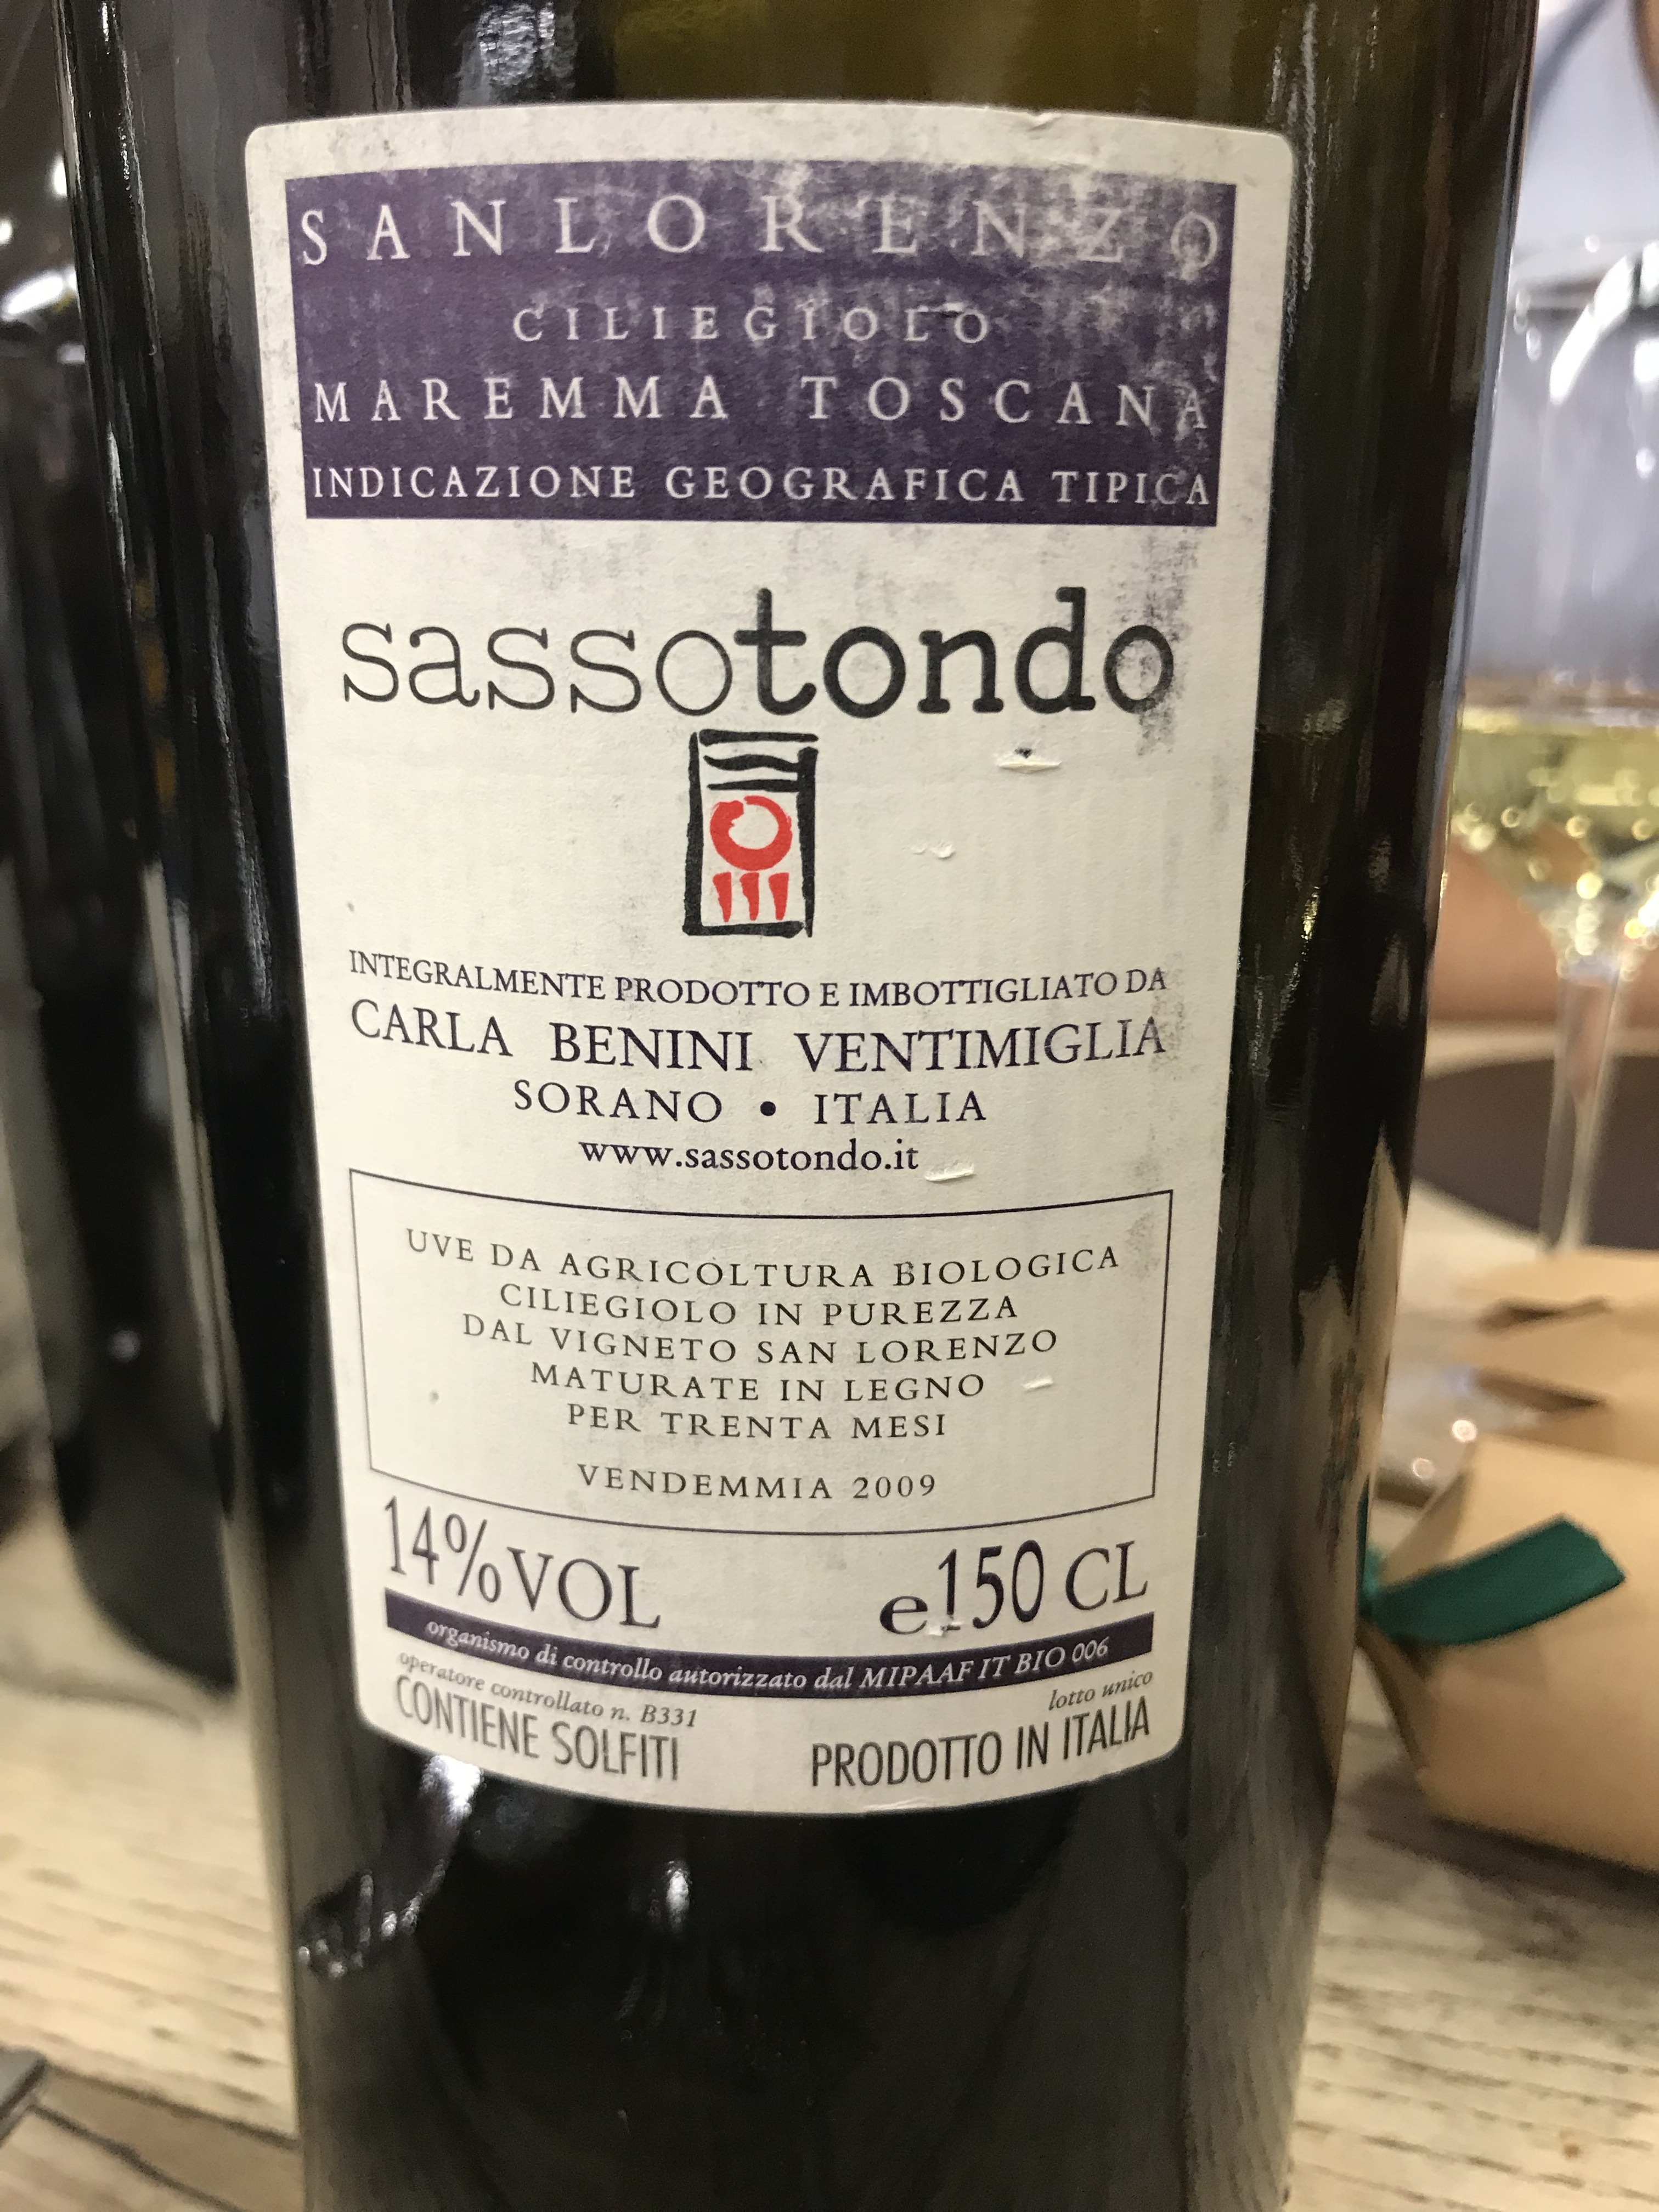 SANLORENZO
CILIEGIOLO
MAREMMA TOSCANA
INDICAZIONE GEOGRAFICA TIPICA
sassotondo
INTEGRALMENTE PRODOTTO E IMBOTTIGLIATO DA
CARLA BENINI VENTIMIGLIA
SORANO • ITALIA
www.sassotondo.it
UVE DA AGRICOLTURA BIOLOGICA
CILIEGIOLO IN PUREZZA
DAL VIGNETO SAN LORENZO
MATURATE IN LEGNO
PER TRENTA MESI
VENDEMMIA 2009
14%VOL e150 CL
organismo di controllo autorizzato dal MIPAAF IT BIO 006
operatore controllato n. B331 lotto unico
CONTIENE SOLFITI PRODOTTO IN ITALIA